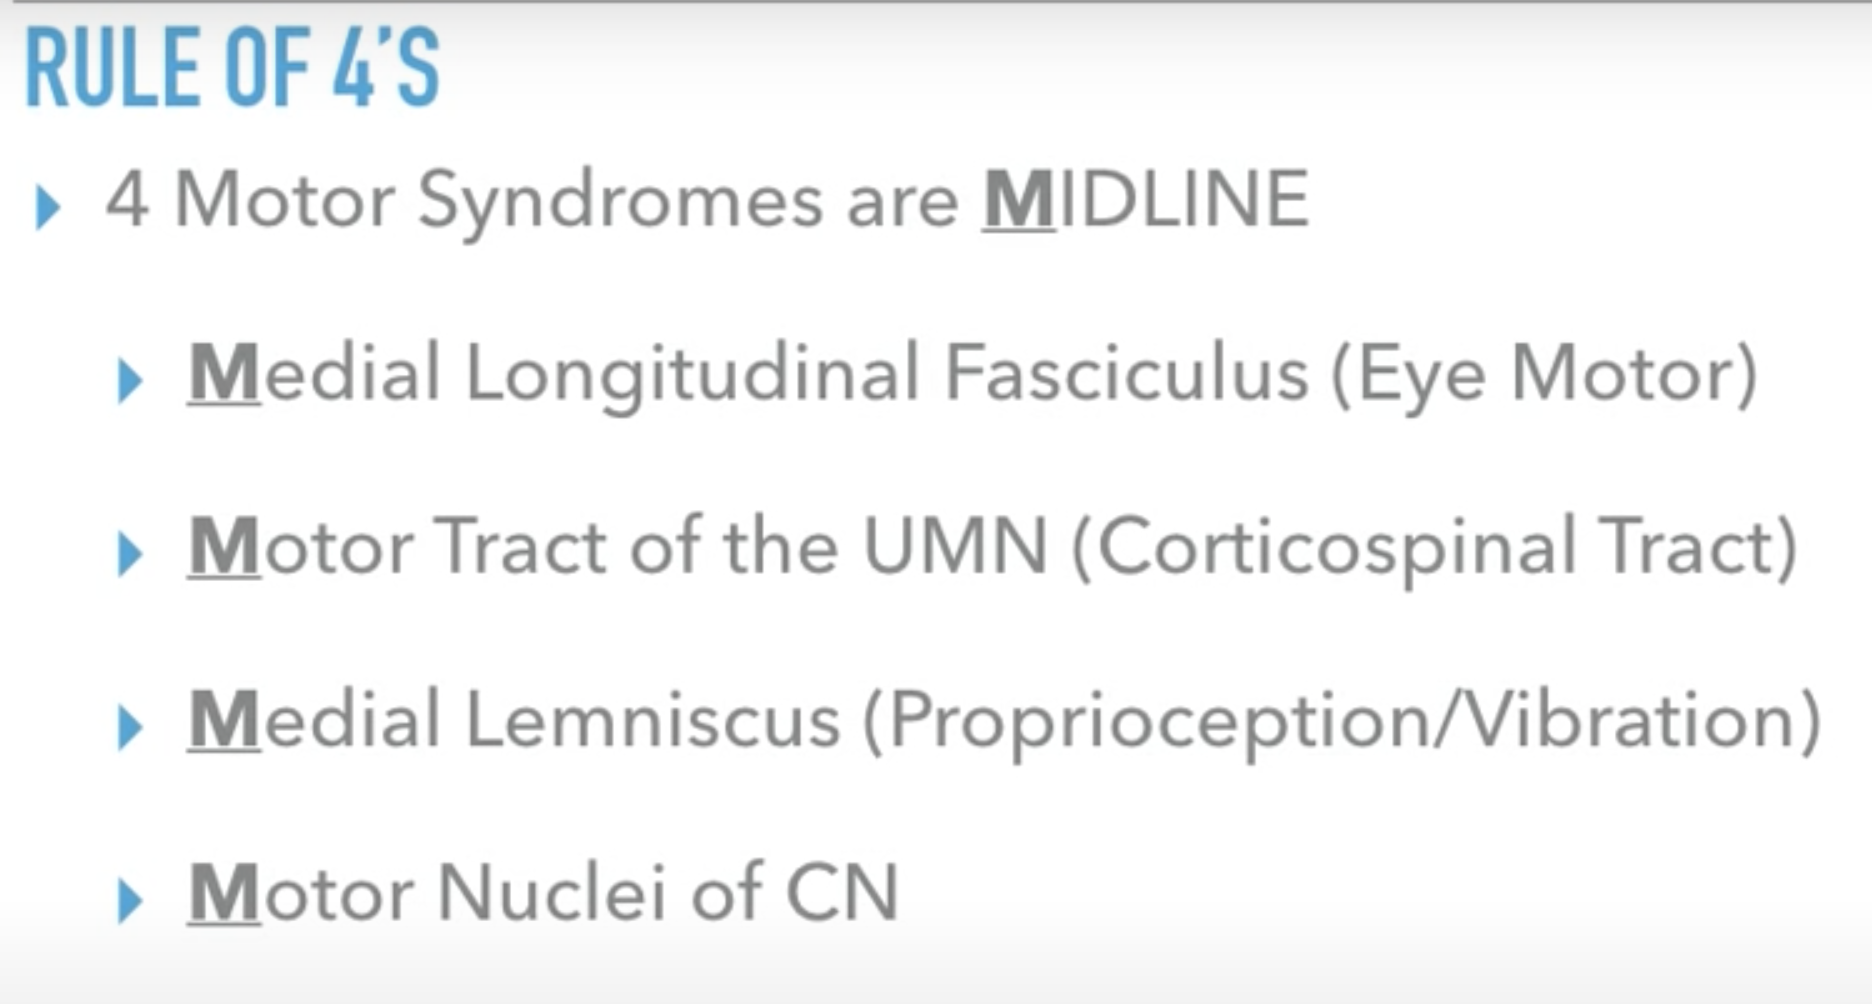 RULE OF 4'S
4 Motor Syndromes are MIDLINE
Medial Longitudinal Fasciculus (Eye Motor)
Motor Tract of the UMN (Corticospinal Tract)
Medial Lemniscus (Proprioception/Vibration)
Motor Nuclei of CN